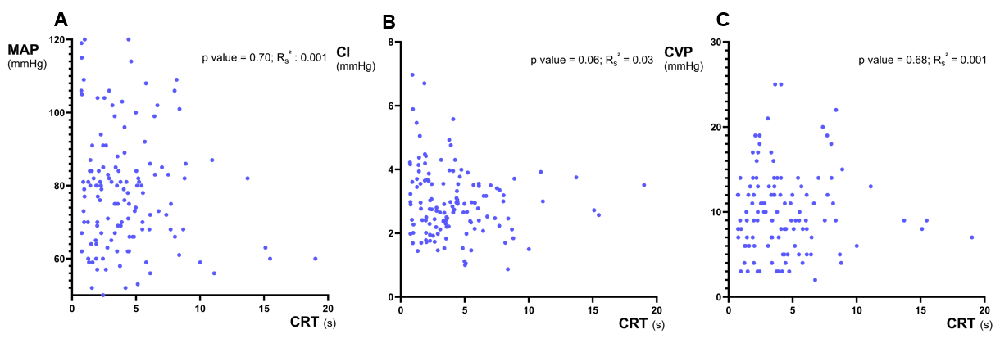 A
MAP
(mmHg)
p value = 0.70; Rs² : 0.001
120
100
80
60
0 5 10 15 20
CRT (s)
B
CI
(mmHg)
p value = 0.06; Rs² = 0.03
8
6
4
2
0
0 5 10 15 20
CRT (s)
C
CVP
(mmHg)
p value = 0.68; Rs² = 0.001
30
20
10
0
0 5 10 15 20
CRT (s)